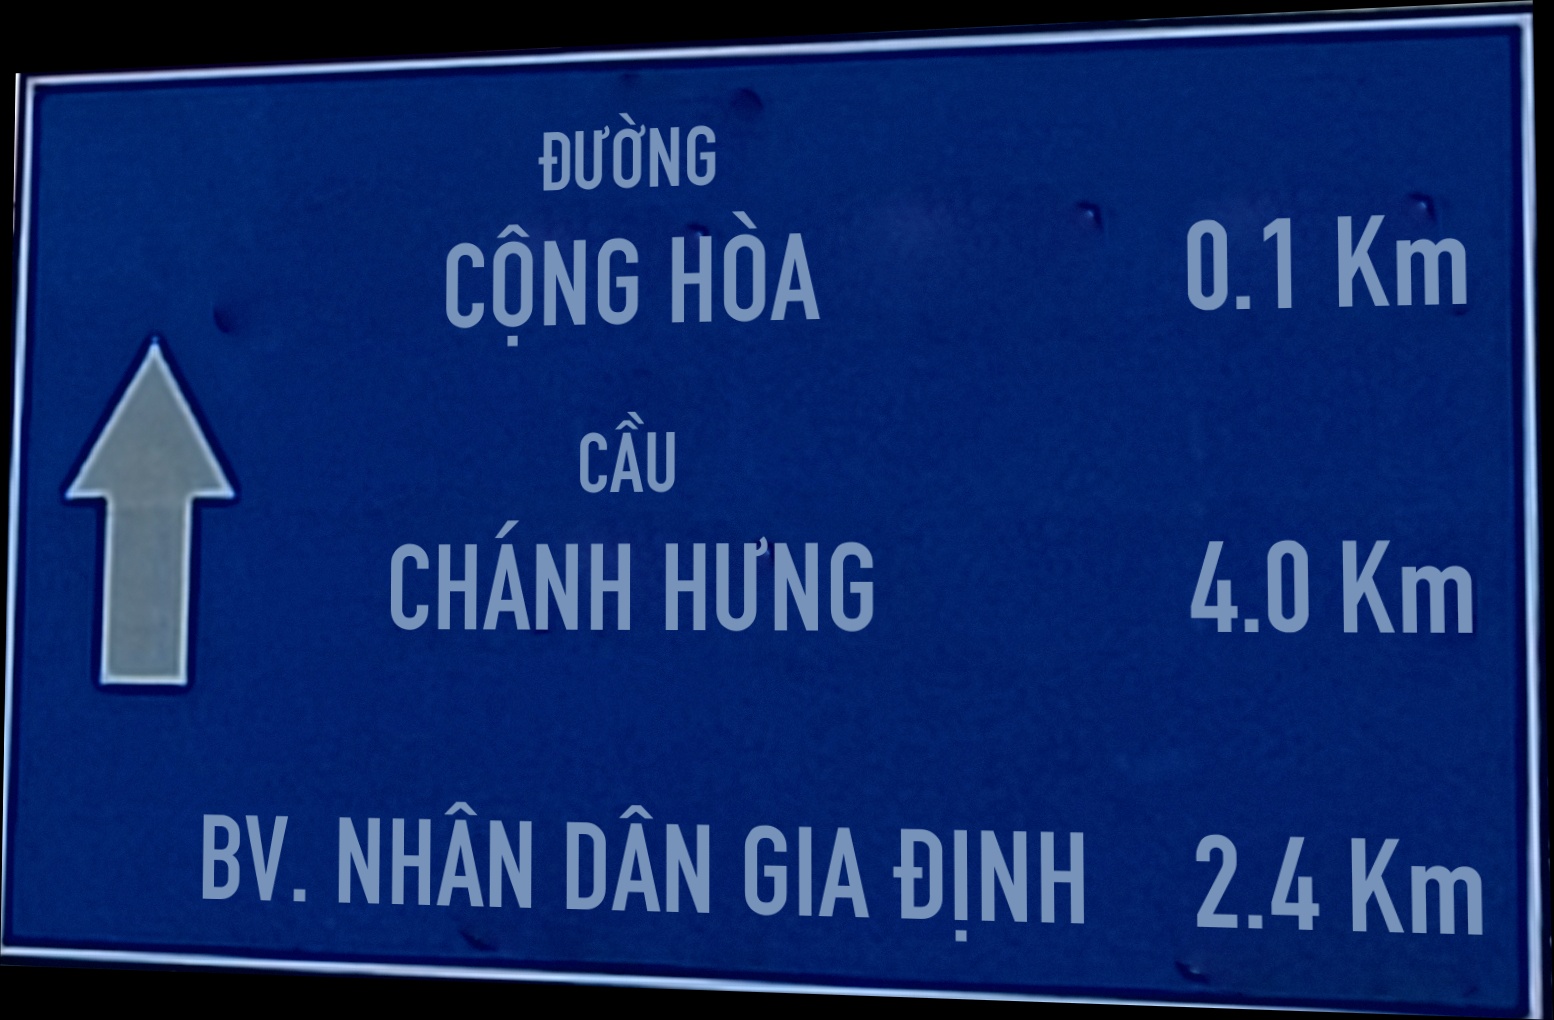 ĐƯỜNG
CỘNG HÒA 0.1 Km
CẦU
CHÁNH HƯNG 4.0 Km
BV. NHÂN DÂN GIA ĐỊNH 2.4 Km